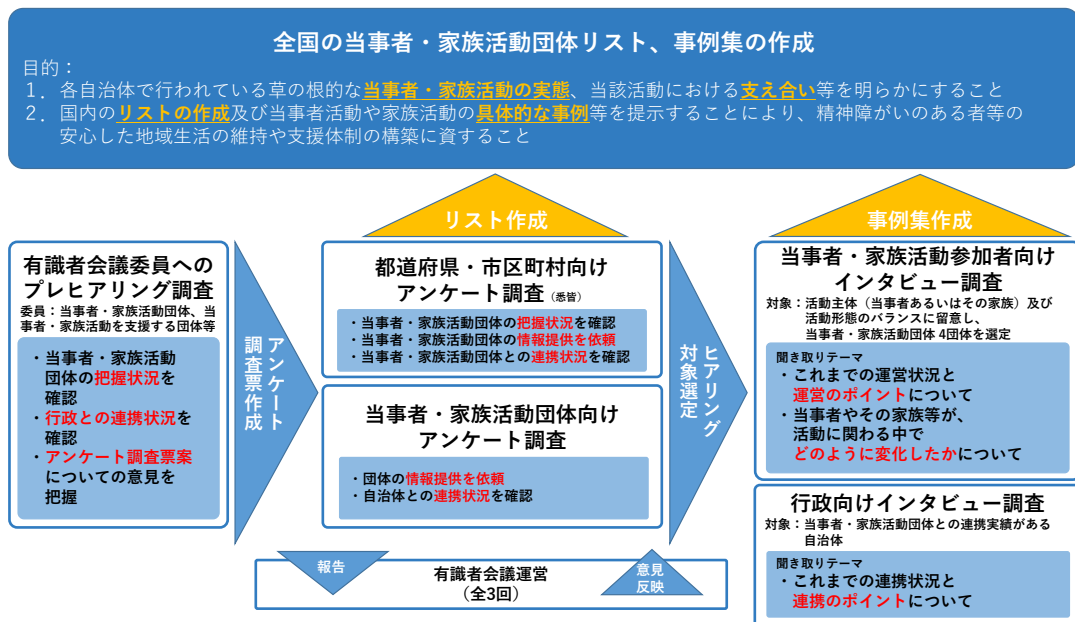 全国の当事者・家族活動団体リスト、事例集の作成
目的：
1．各自治体で行われている草の根的な当事者・家族活動の実態、当該活動における支え合い等を明らかにすること
2．国内のリストの作成及び当事者活動や家族活動の具体的な事例等を提示することにより、精神障がいのある者等の
安心した地域生活の維持や支援体制の構築に資すること
リスト作成
事例集作成
有識者会議委員への
プレヒアリング調査
委員：当事者・家族活動団体、当
事者・家族活動を支援する団体等
・当事者・家族活動
団体の把握状況を
確認
・行政との連携状況を
確認
・アンケート調査票案
についての意見を
把握
アンケート
調査票作成
都道府県・市区町村向け
アンケート調査（悉皆）
・当事者・家族活動団体の把握状況を確認
・当事者・家族活動団体の情報提供を依頼
・当事者・家族活動団体との連携状況を確認
当事者・家族活動団体向け
アンケート調査
・団体の情報提供を依頼
・自治体との連携状況を確認
ヒアリング
対象選定
当事者・家族活動参加者向け
インタビュー調査
対象：活動主体（当事者あるいはその家族）及び
活動形態のバランスに留意し、
当事者・家族活動団体4団体を選定
聞き取りテーマ
・これまでの運営状況と
運営のポイントについて
・当事者やその家族等が、
活動に関わる中で
どのように変化したかについて
行政向けインタビュー調査
対象：当事者・家族活動団体との連携実績がある
自治体
聞き取りテーマ
・これまでの連携状況と
連携のポイントについて
報告
有識者会議運営
（全3回）
意見
反映